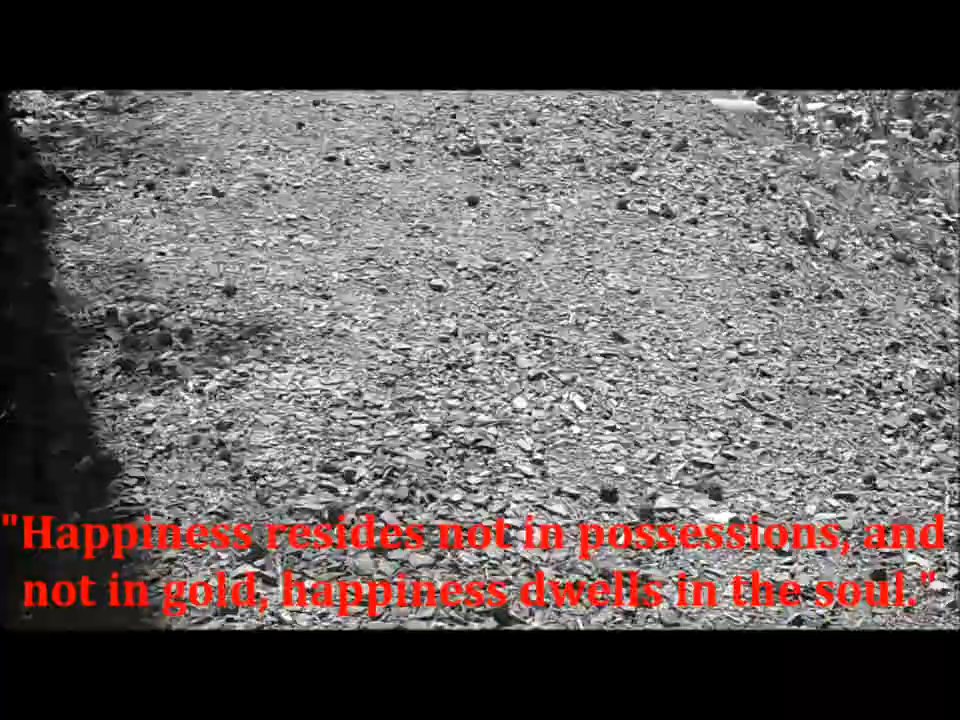 "Happiness resides not in possessions, and
not in gold, happiness dwells in the soul."